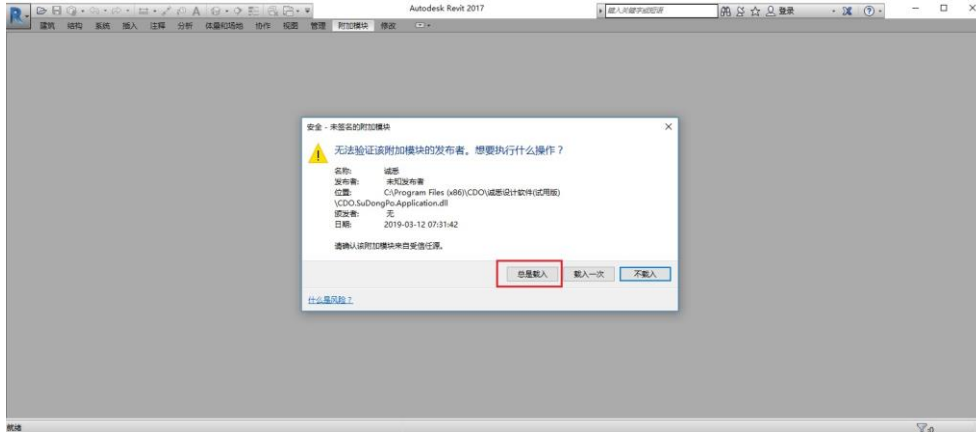 Autodesk Revit 2017
键入关键字或短语
登录
建筑 结构 系统 插入 注释 分析 体量和场地 协作 视图 管理 附加模块 修改
安全 - 未签名的附加模块
无法验证该附加模块的发布者。想要执行什么操作？
名称: 诚悉
发布者: 未知发布者
位置: C:\Program Files (x86)\CDO\诚悉设计软件(试用版)
\CDO.SuDongPo.Application.dll
颁发者: 无
日期: 2019-03-12 07:31:42
请确认该附加模块来自受信任源。
总是载入 载入一次 不载入
什么是风险？
就绪
:0